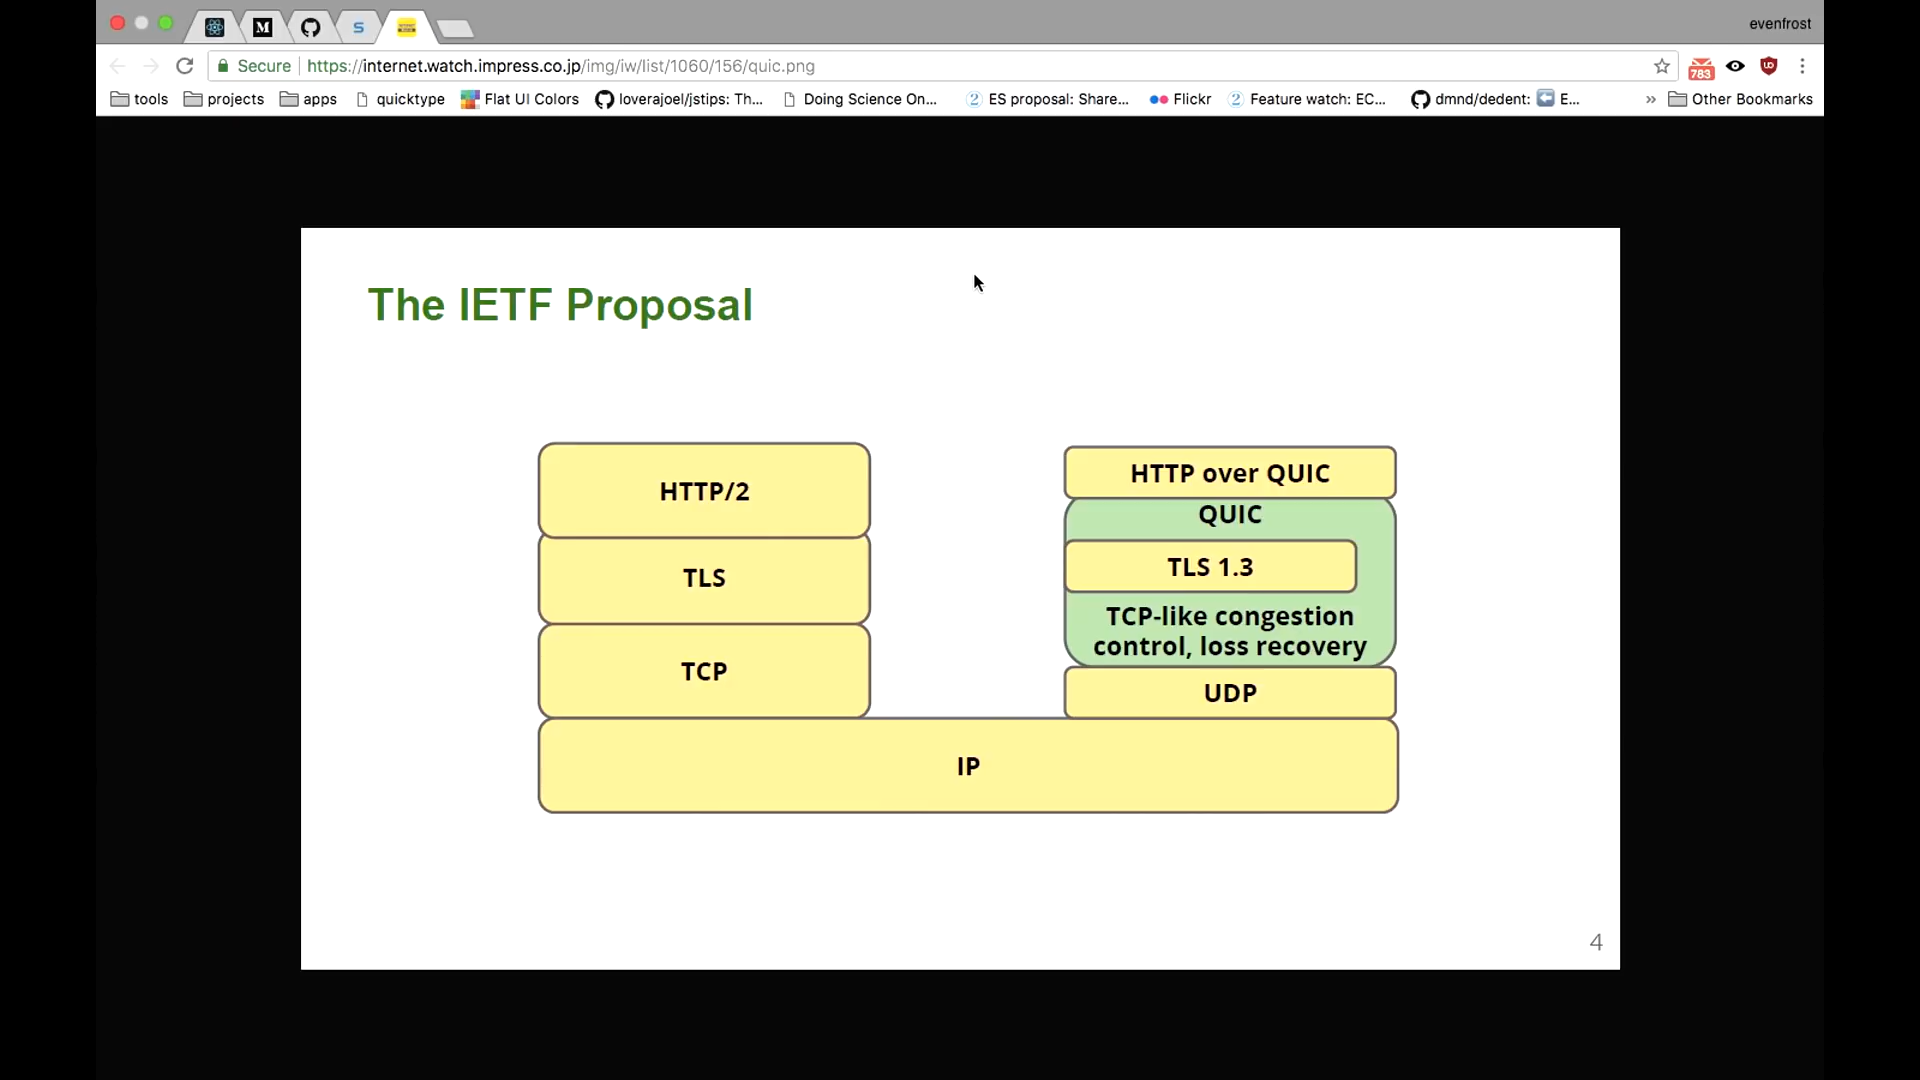 evenfrost
Secure https://internet.watch.impress.co.jp/img/iw/list/1060/156/quic.png
783
tools projects apps quicktype Flat UI Colors loverajoel/jstips: Th... Doing Science On... 2 ES proposal: Share... Flickr 2 Feature watch: EC... dmnd/dedent: E... » Other Bookmarks
The IETF Proposal
HTTP/2
TLS
TCP
HTTP over QUIC
QUIC
TLS 1.3
TCP-like congestion
control, loss recovery
UDP
IP
4